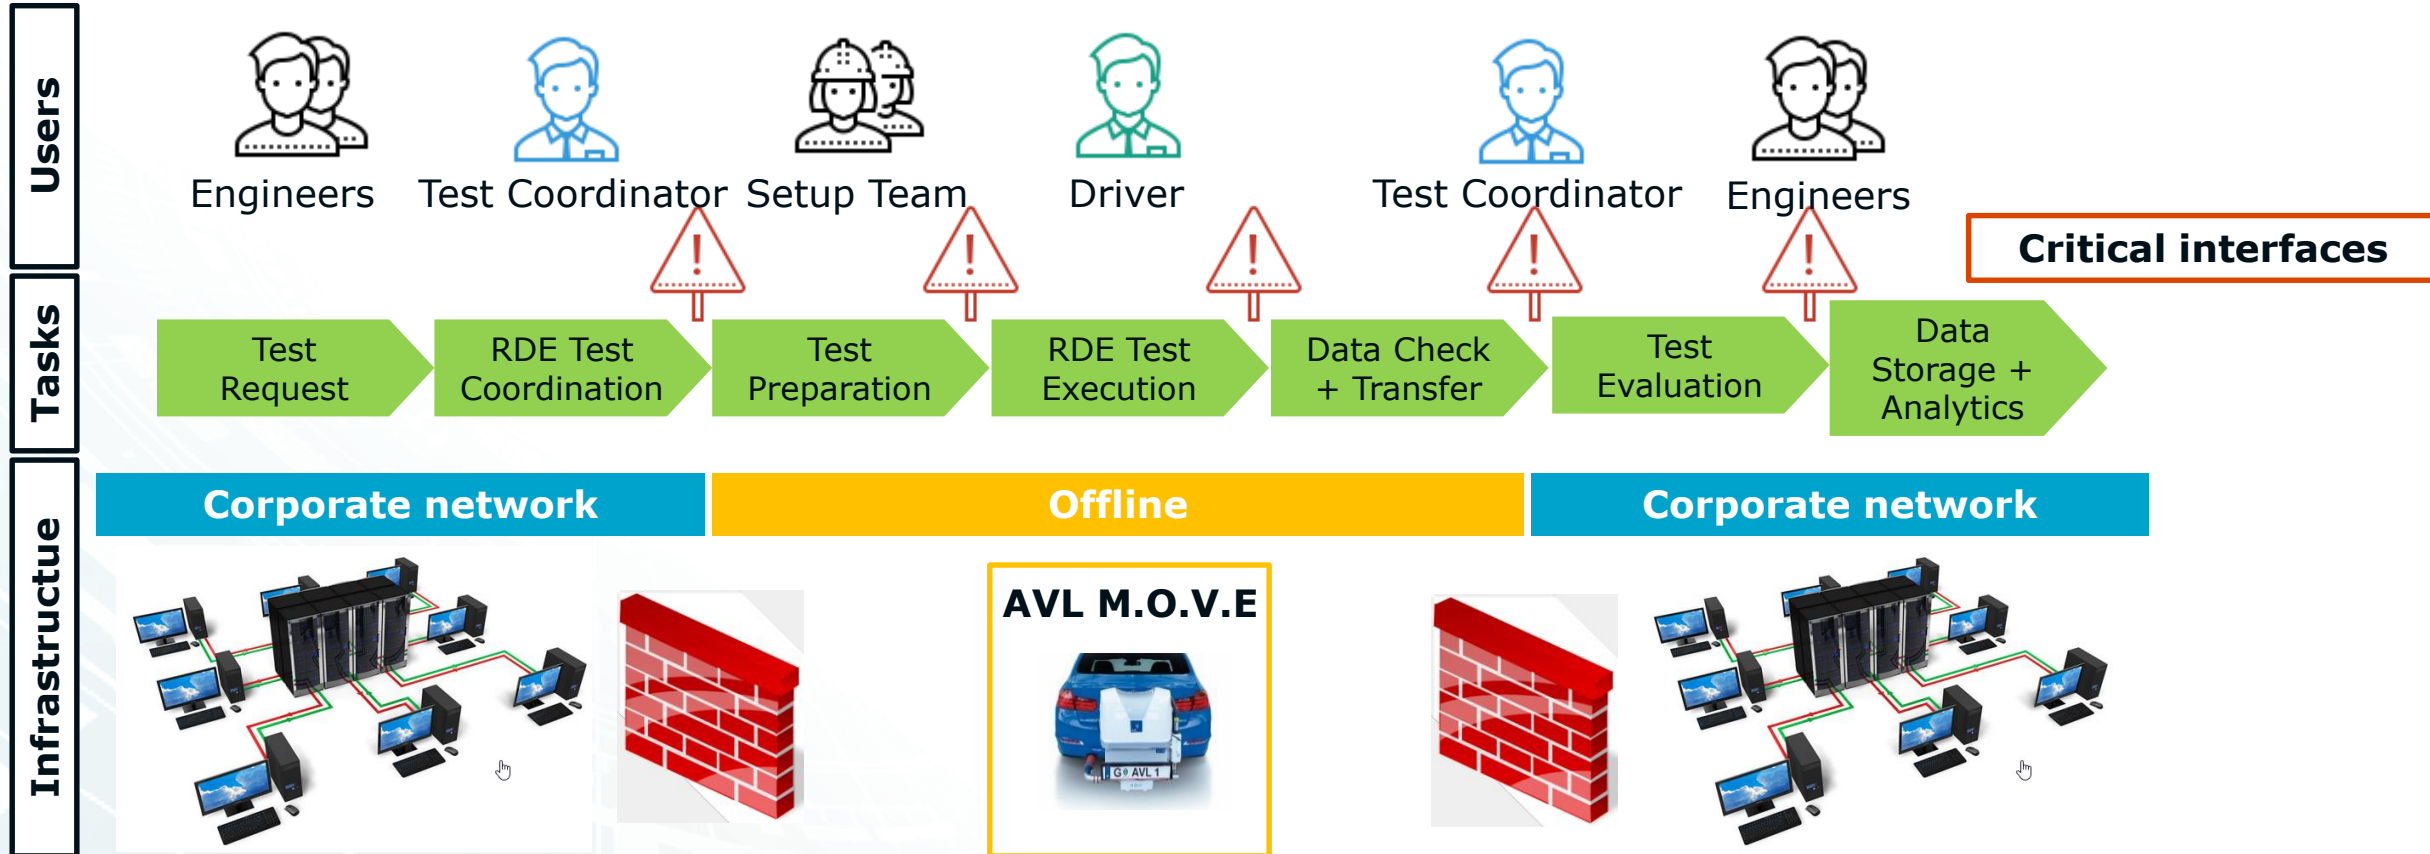 Users
Engineers
Test Coordinator
Setup Team
Driver
Test Coordinator
Engineers
Critical interfaces
Tasks
Test
Request
RDE Test
Coordination
Test
Preparation
RDE Test
Execution
Data Check
+ Transfer
Test
Evaluation
Data
Storage +
Analytics
Infrastructue
Corporate network
Offline
Corporate network
AVL M.O.V.E
G AVL 1